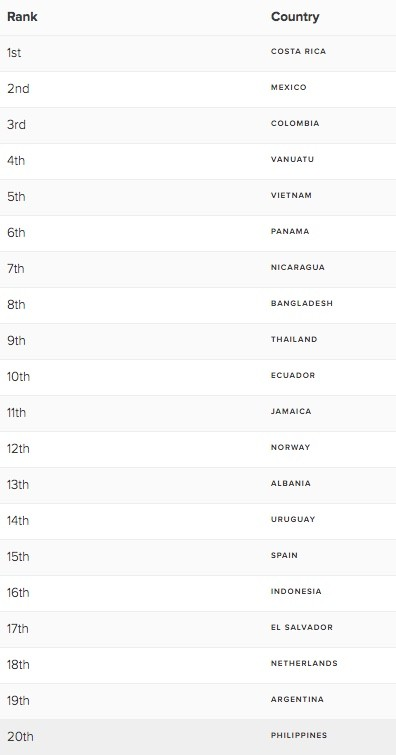 Rank Country
1st COSTA RICA
2nd MEXICO
3rd COLOMBIA
4th VANUATU
5th VIETNAM
6th PANAMA
7th NICARAGUA
8th BANGLADESH
9th THAILAND
10th ECUADOR
11th JAMAICA
12th NORWAY
13th ALBANIA
14th URUGUAY
15th SPAIN
16th INDONESIA
17th EL SALVADOR
18th NETHERLANDS
19th ARGENTINA
20th PHILIPPINES